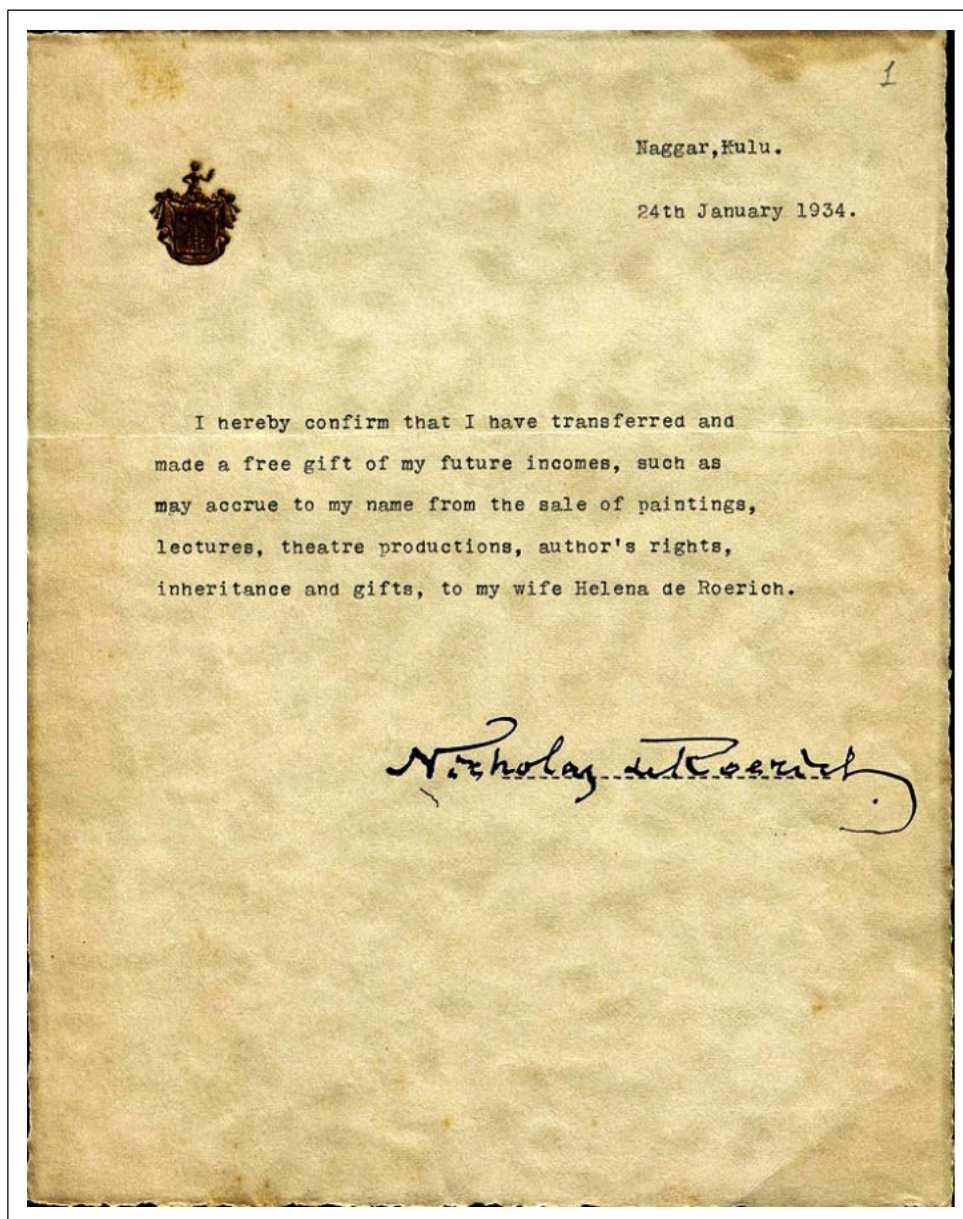 1
Naggar,Kulu.
24th January 1934.
I hereby confirm that I have transferred and
made a free gift of my future incomes, such as
may accrue to my name from the sale of paintings,
lectures, theatre productions, author's rights,
inheritance and gifts, to my wife Helena de Roerich.
Nicholas de Roerich